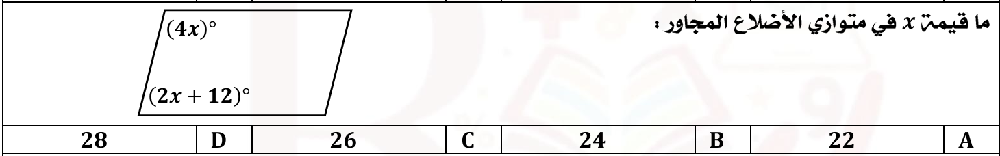 ما قيمة x في متوازي الأضلاع المجاور :
(4x)°
(2x + 12)°
A 22 B 24 C 26 D 28